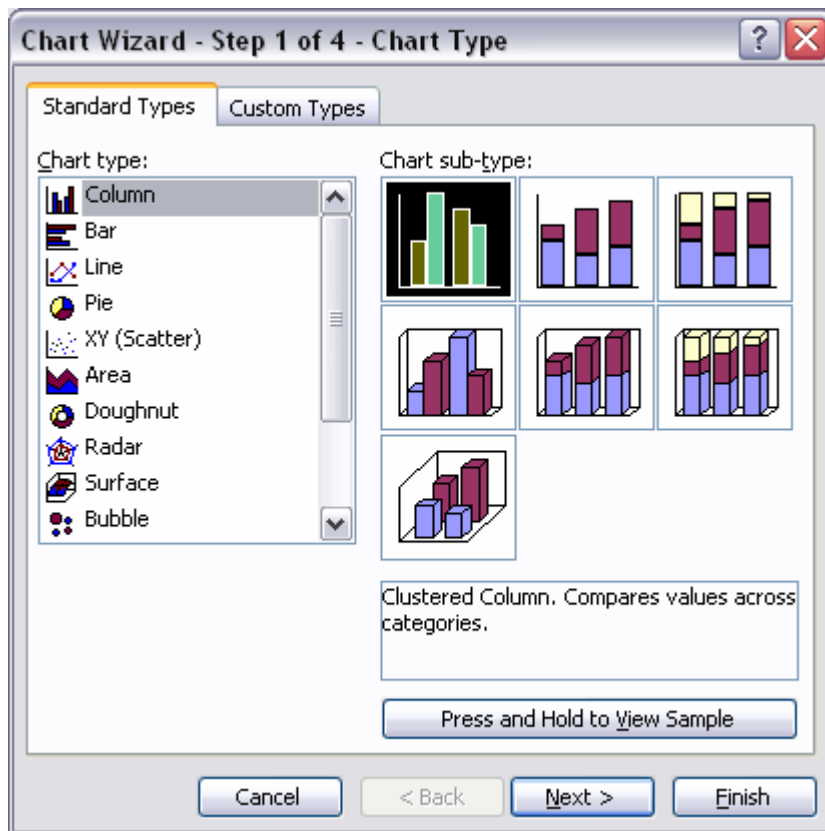 Chart Wizard - Step 1 of 4 - Chart Type
?
Standard Types
Custom Types
Chart type:
Column
Bar
Line
Pie
XY (Scatter)
Area
Doughnut
Radar
Surface
Bubble
Chart sub-type:
Clustered Column. Compares values across
categories.
Press and Hold to View Sample
Cancel
< Back
Next >
Finish